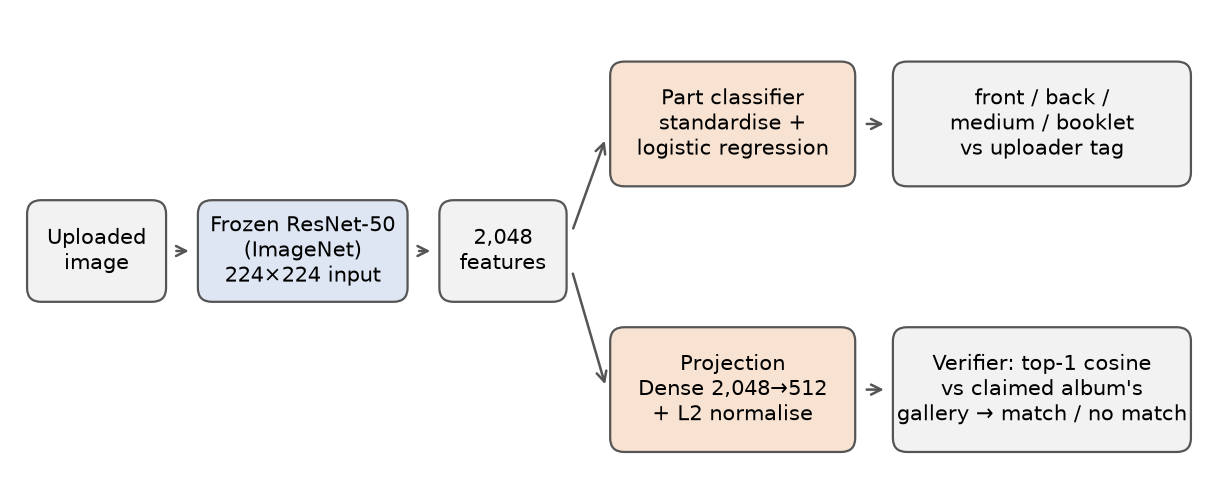 Uploaded
image
Frozen ResNet-50
(ImageNet)
224×224 input
2,048
features
Part classifier
standardise +
logistic regression
front / back /
medium / booklet
vs uploader tag
Projection
Dense 2,048→512
+ L2 normalise
Verifier: top-1 cosine
vs claimed album's
gallery → match / no match